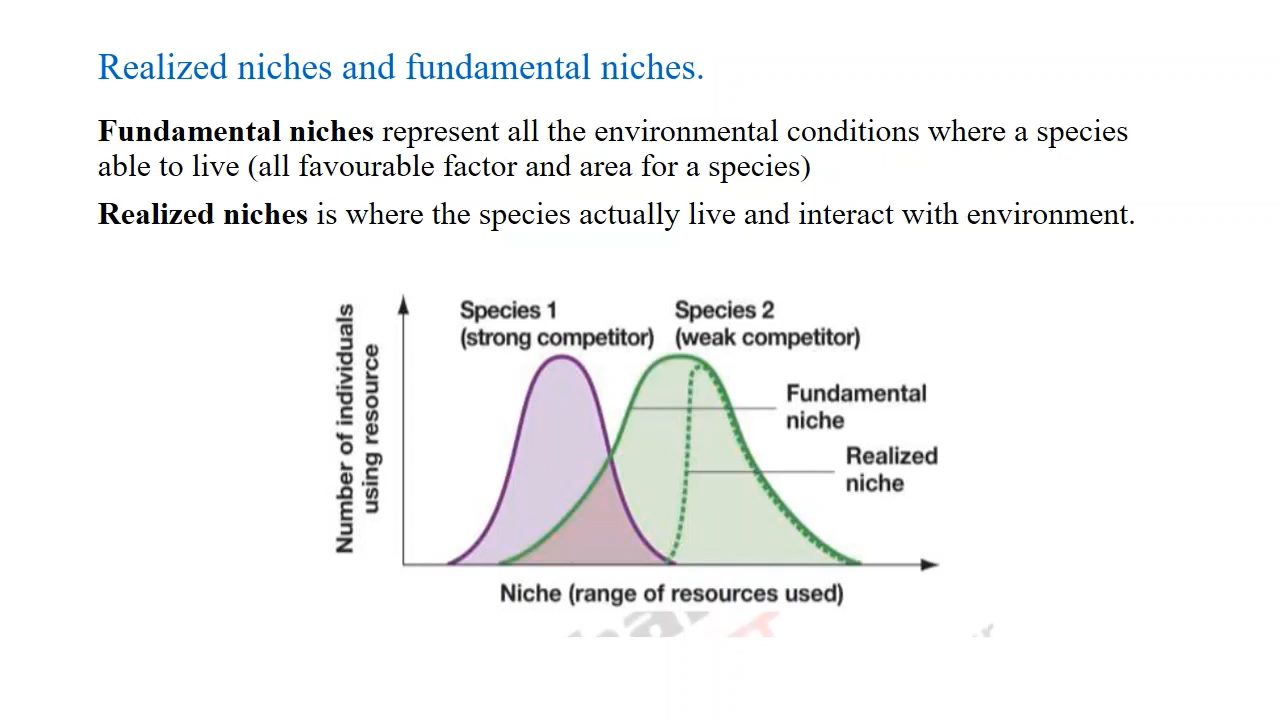 Realized niches and fundamental niches.
Fundamental niches represent all the environmental conditions where a species
able to live (all favourable factor and area for a species)
Realized niches is where the species actually live and interact with environment.
Species 1
(strong competitor)
Species 2
(weak competitor)
Fundamental
niche
Realized
niche
Number of individuals
using resource
Niche (range of resources used)